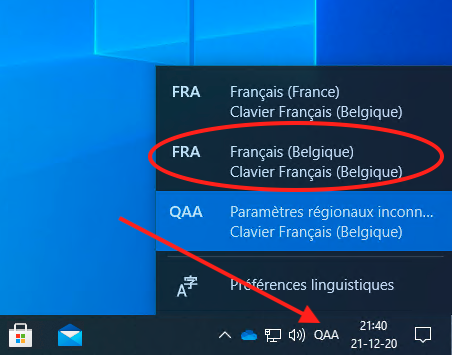 FRA Français (France)
Clavier Français (Belgique)
FRA Français (Belgique)
Clavier Français (Belgique)
QAA Paramètres régionaux inconn...
Clavier Français (Belgique)
字 Préférences linguistiques
QAA 21:40
21-12-20